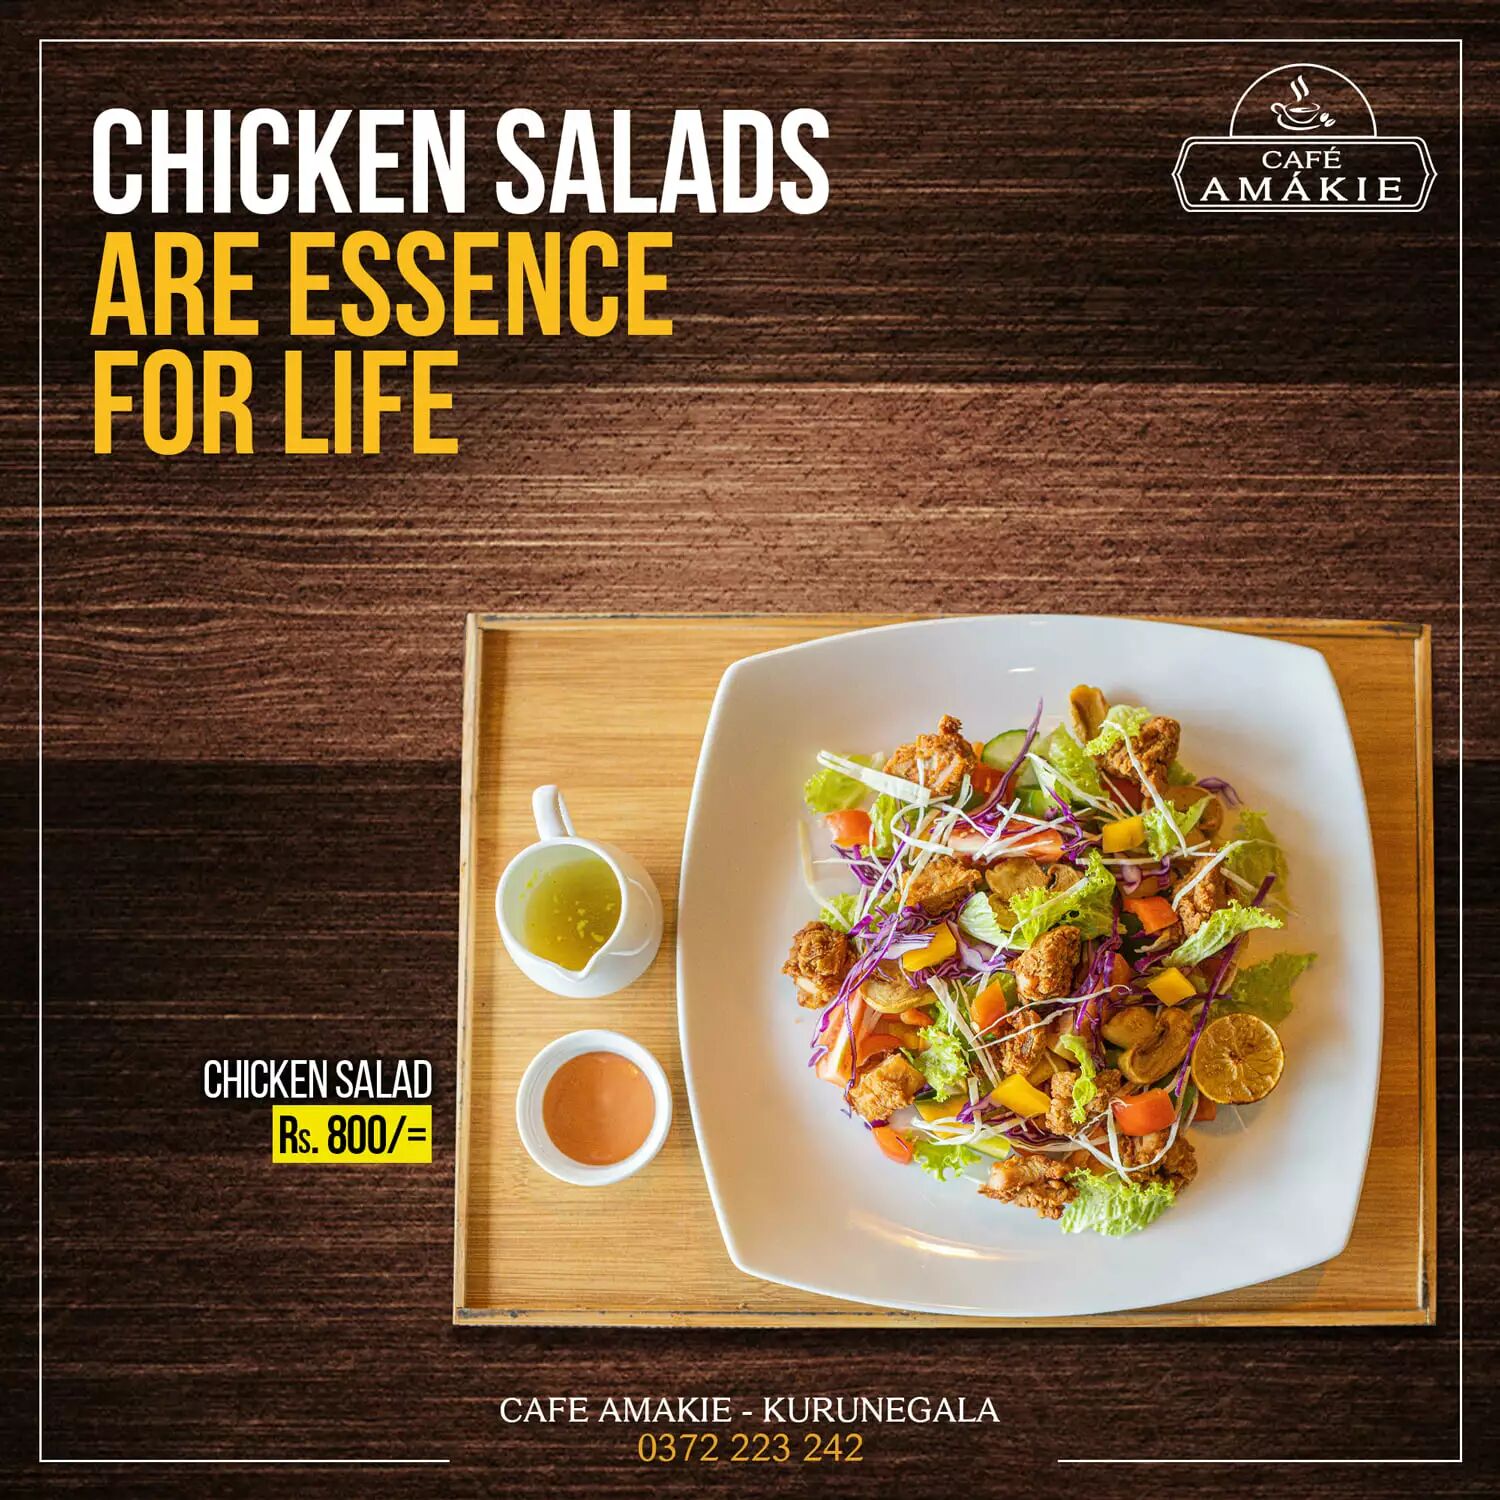 CHICKEN SALADS
ARE ESSENCE
FOR LIFE
CAFÉ
AMÁKIE
CHICKEN SALAD
Rs. 800/=
CAFE AMAKIE - KURUNEGALA
0372 223 242